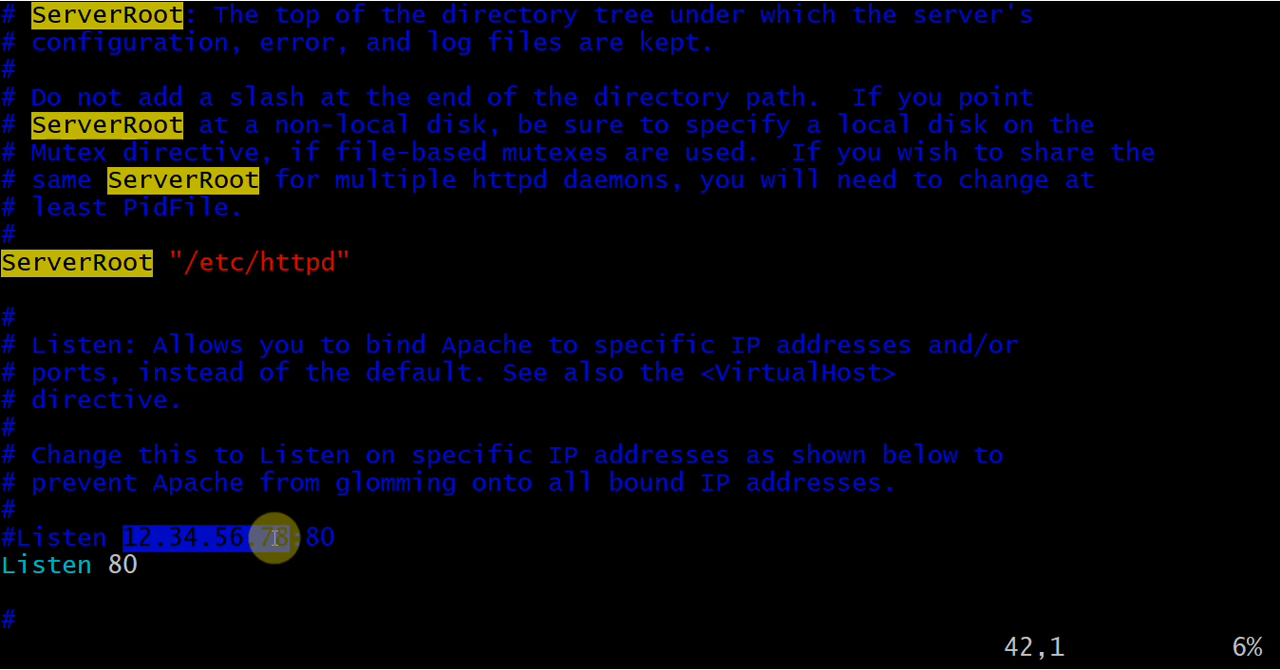 # ServerRoot: The top of the directory tree under which the server's
# configuration, error, and log files are kept.
#
# Do not add a slash at the end of the directory path.  If you point
# ServerRoot at a non-local disk, be sure to specify a local disk on the
# Mutex directive, if file-based mutexes are used.  If you wish to share the
# same ServerRoot for multiple httpd daemons, you will need to change at
# least PidFile.
#
ServerRoot "/etc/httpd"
#
# Listen: Allows you to bind Apache to specific IP addresses and/or
# ports, instead of the default. See also the <VirtualHost>
# directive.
#
# Change this to Listen on specific IP addresses as shown below to
# prevent Apache from glomming onto all bound IP addresses.
#
#Listen 12.34.56.78:80
Listen 80
#
42,1 6%